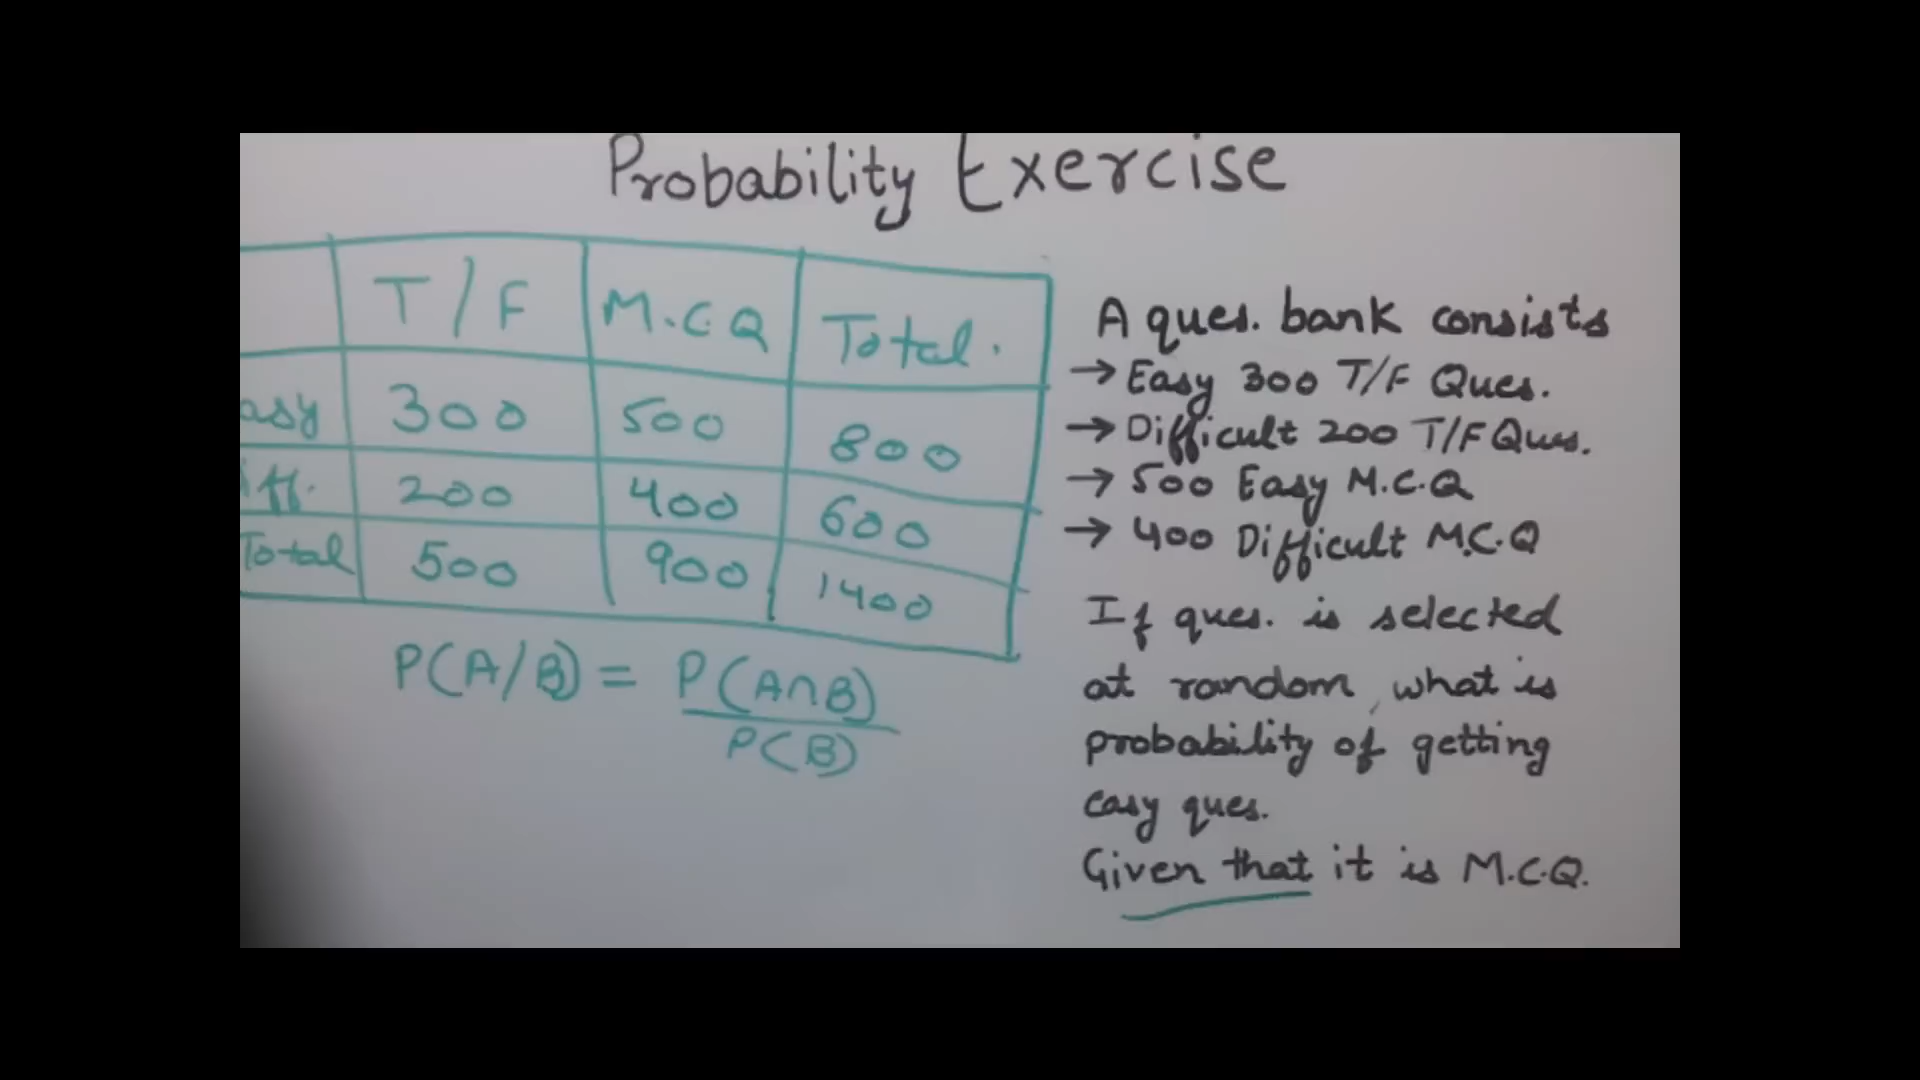 Probability Exercise
T/F M.C.Q Total.
asy 300 500 800
iff. 200 400 600
Total 500 900 1400
P(A/B) = P(A∩B)
P(B)
A ques. bank consists
→ Easy 300 T/F Ques.
→ Difficult 200 T/F Ques.
→ 500 Easy M.C.Q
→ 400 Difficult M.C.Q
If ques. is selected
at random, what is
probability of getting
easy ques.
Given that it is M.C.Q.